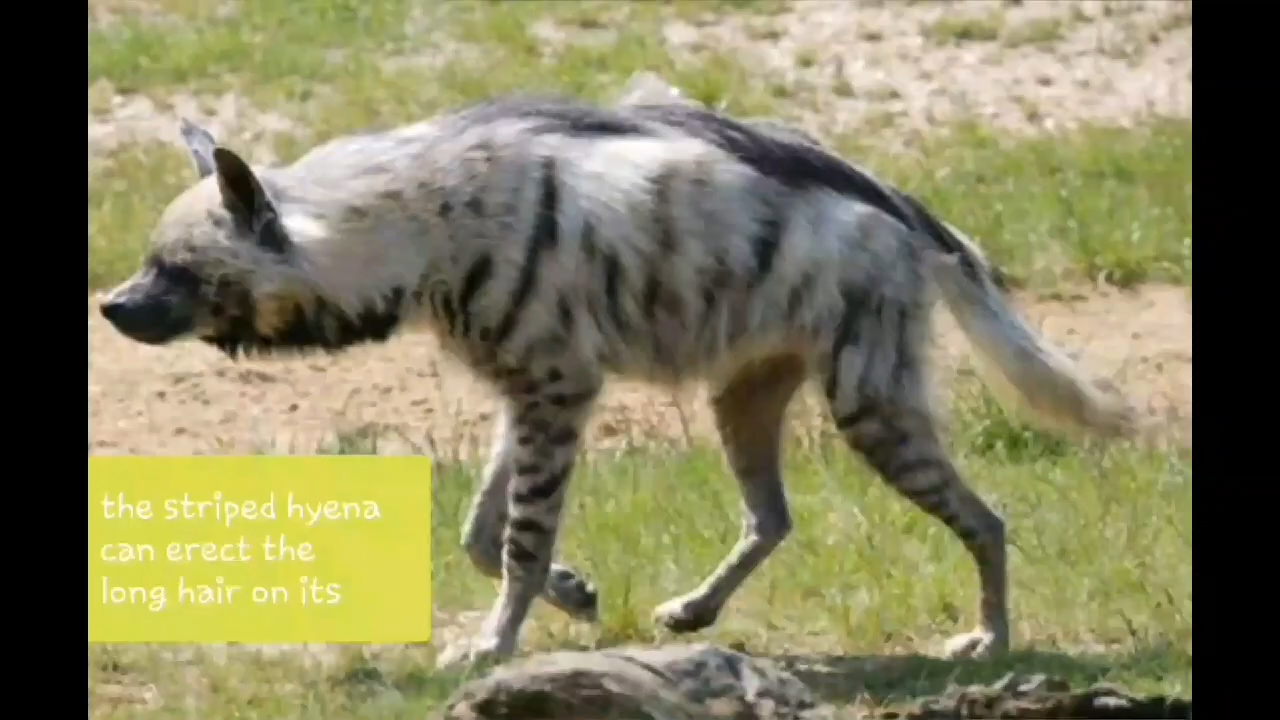 the striped hyena
can erect the
long hair on its